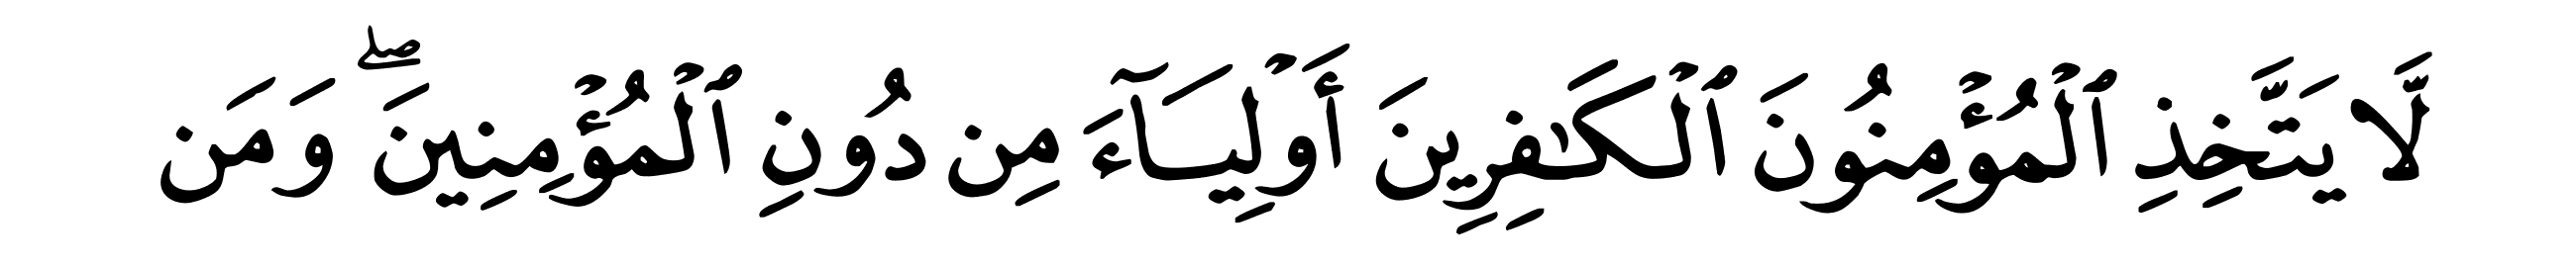 لَّا يَتَّخِذِ ٱلْمُؤْمِنُونَ ٱلْكَـٰفِرِينَ أَوْلِيَآءَ مِن دُونِ ٱلْمُؤْمِنِينَ ۖ وَمَن